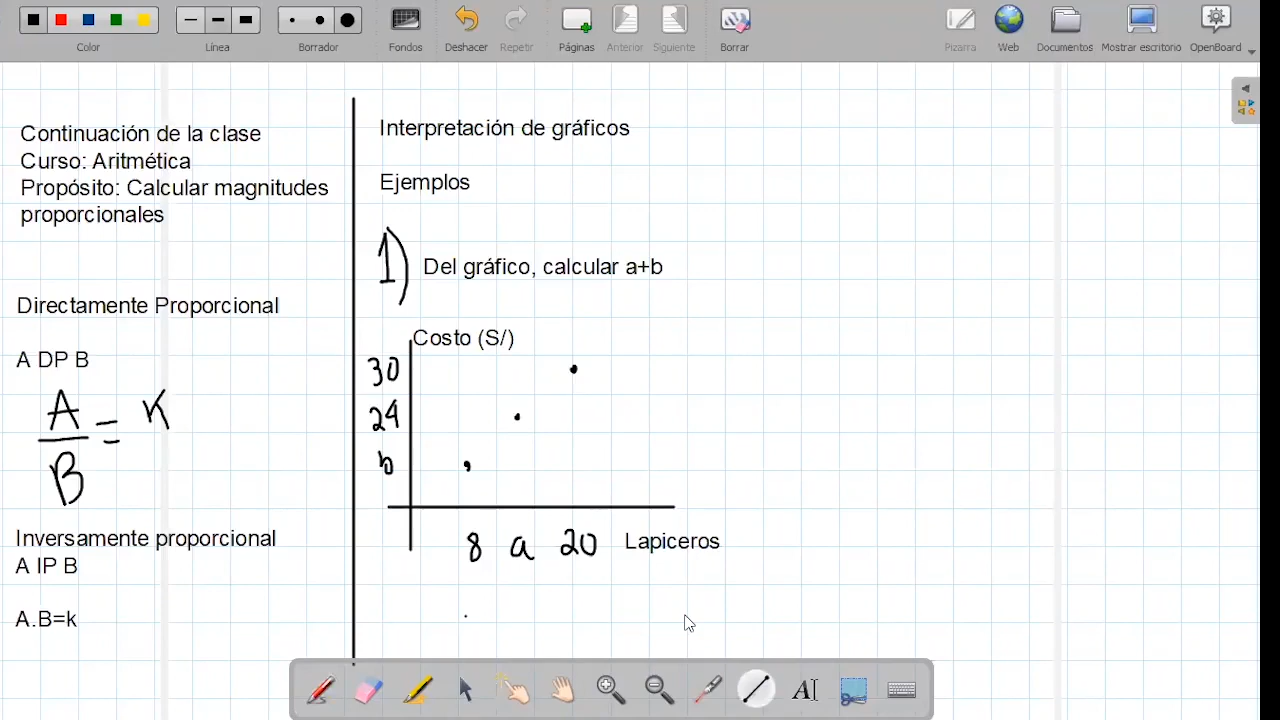 Color
Línea
Borrador
Fondos
Deshacer
Repetir
Páginas
Anterior
Siguiente
Borrar
Pizarra
Web
Documentos
Mostrar escritorio
OpenBoard
Continuación de la clase
Curso: Aritmética
Propósito: Calcular magnitudes
proporcionales
Directamente Proporcional
A DP B
A/B = K
Inversamente proporcional
A IP B
A.B=k
Interpretación de gráficos
Ejemplos
1) Del gráfico, calcular a+b
Costo (S/)
30
24
b
8 a 20 Lapiceros